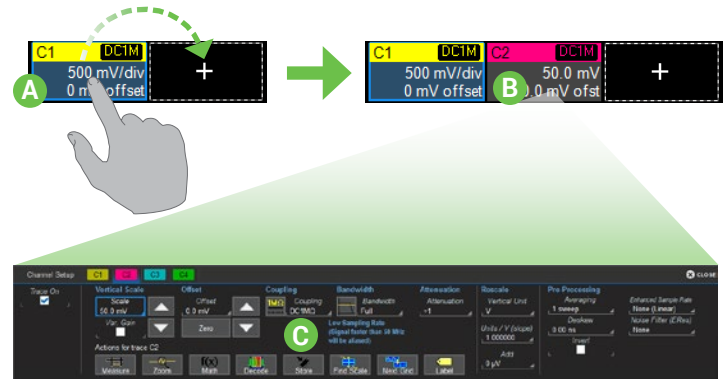 C1 DC1M
500 mV/div
0 mV offset
+
A
C1 DC1M
500 mV/div
0 mV offset
C2 DC1M
50.0 mV
0.0 mV ofst
+
B
Channel Setup C1 C2 C3 C4 CLOSE
Trace On
Vertical Scale
Scale
50.0 mV
Var. Gain
Offset
Offset
0.0 mV
Zero
Coupling
1MΩ Coupling
DC1MΩ
C
Bandwidth
Bandwidth
Full
Low Sampling Rate
(Signal faster than 50 MHz
will be aliased)
Attenuation
Attenuation
÷1
Rescale
Vertical Unit
V
Units / V (slope)
1.000000
Add
0 µV
Pre-Processing
Averaging
1 sweep
Deskew
0.00 ns
Invert
Enhanced Sample Rate
None (Linear)
Noise Filter (ERes)
None
Actions for trace C2
Measure
Zoom
f(x)
Math
Decode
Store
Find Scale
Next Grid
Label